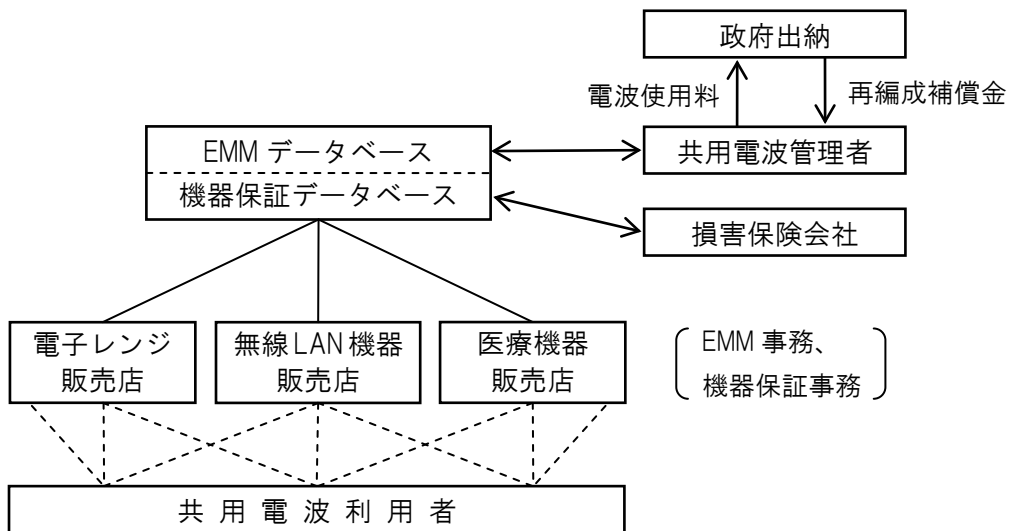 政府出納
電波使用料
再編成補償金
EMM データベース
共用電波管理者
機器保証データベース
損害保険会社
電子レンジ
販売店
無線LAN機器
販売店
医療機器
販売店
EMM 事務、
機器保証事務
共用電波利用者